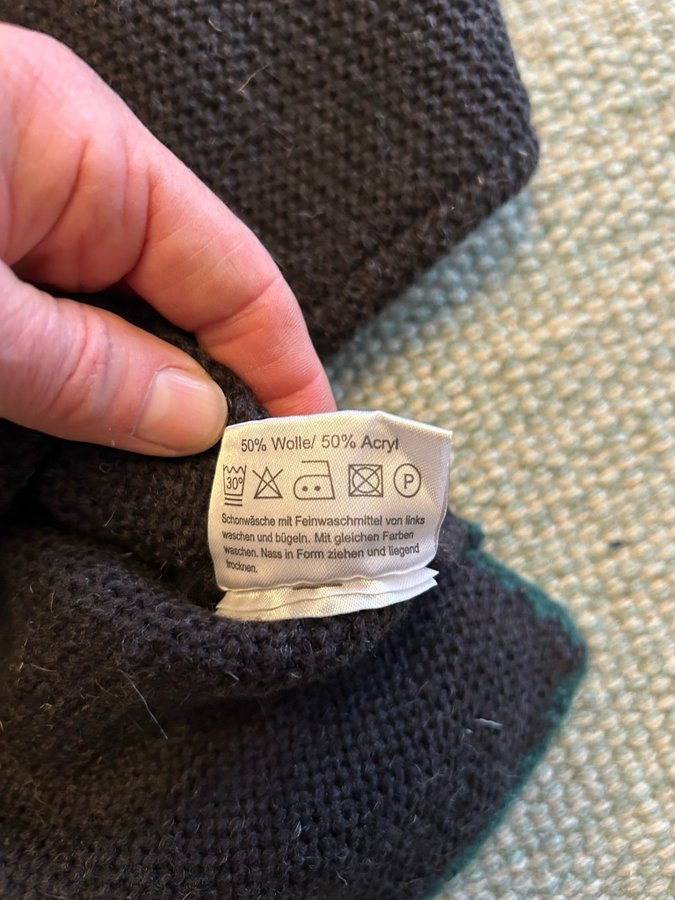 50% Wolle/ 50% Acryl
30° P
Schonwäsche mit Feinwaschmittel von links
waschen und bügeln. Mit gleichen Farben
waschen. Nass in Form ziehen und liegend
trocknen.